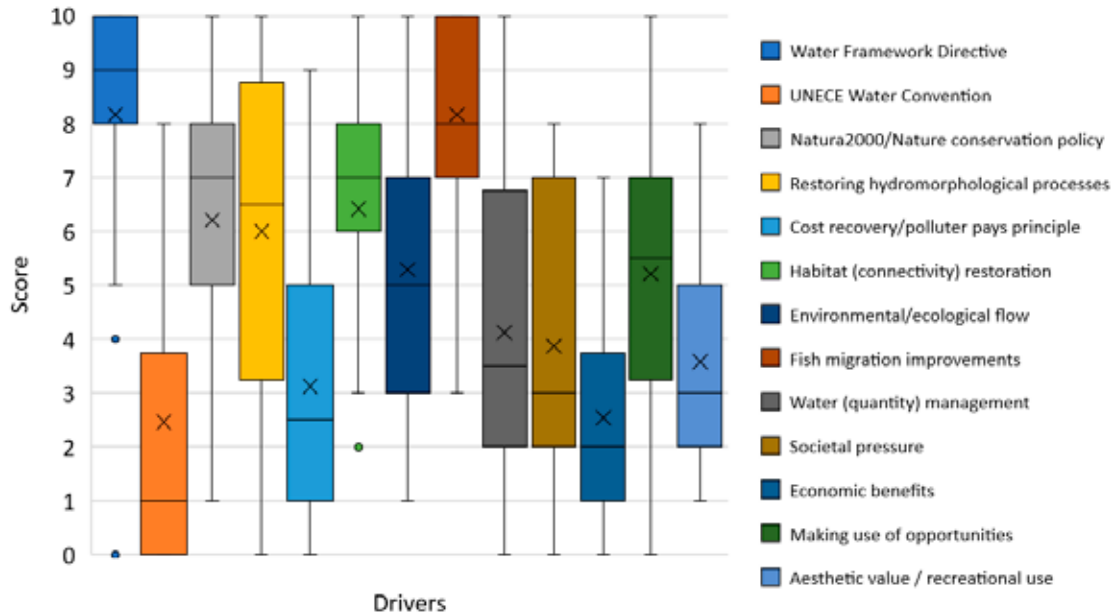 10
9
8
7
6
5
4
3
2
1
0
Score
Drivers
Water Framework Directive
UNECE Water Convention
Natura2000/Nature conservation policy
Restoring hydromorphological processes
Cost recovery/polluter pays principle
Habitat (connectivity) restoration
Environmental/ecological flow
Fish migration improvements
Water (quantity) management
Societal pressure
Economic benefits
Making use of opportunities
Aesthetic value / recreational use